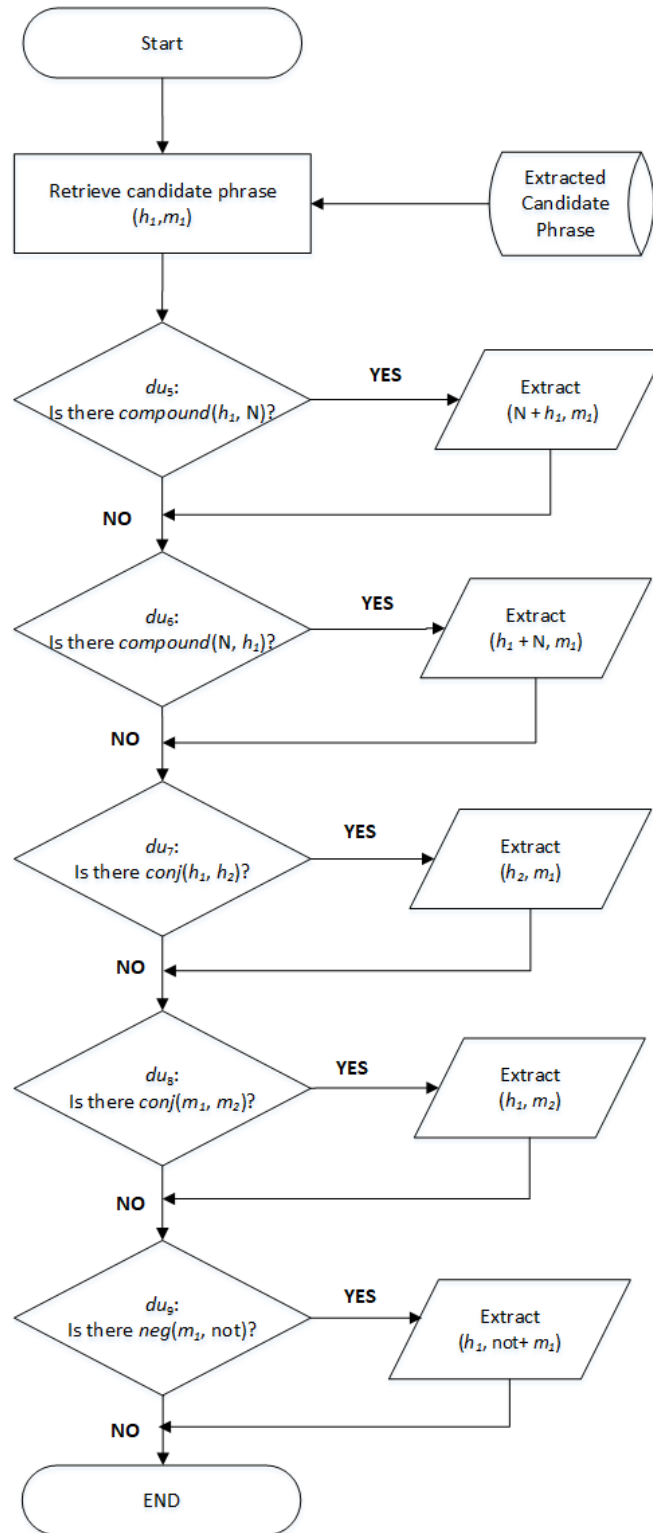 Start
Retrieve candidate phrase
(h₁,m₁)
Extracted
Candidate
Phrase
du₅:
Is there compound(h₁, N)?
YES
Extract
(N + h₁, m₁)
NO
du₆:
Is there compound(N, h₁)?
YES
Extract
(h₁ + N, m₁)
NO
du₇:
Is there conj(h₁, h₂)?
YES
Extract
(h₂, m₁)
NO
du₈:
Is there conj(m₁, m₂)?
YES
Extract
(h₁, m₂)
NO
du₉:
Is there neg(m₁, not)?
YES
Extract
(h₁, not+ m₁)
NO
END